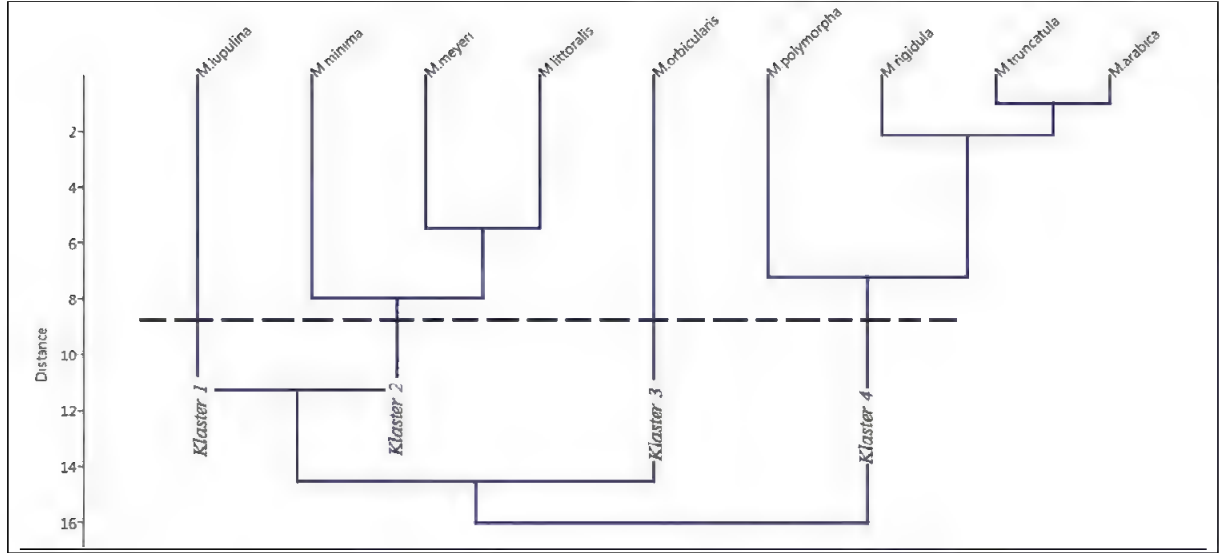 M.lupulina
M minima
M.meyeri
M littoralis
M.orbicularis
M polymorpha
M rigidula
M truncatula
M.arabica
2
4
6
8
10
12
14
16
Distance
Klaster 1
Klaster 2
Klaster 3
Klaster 4